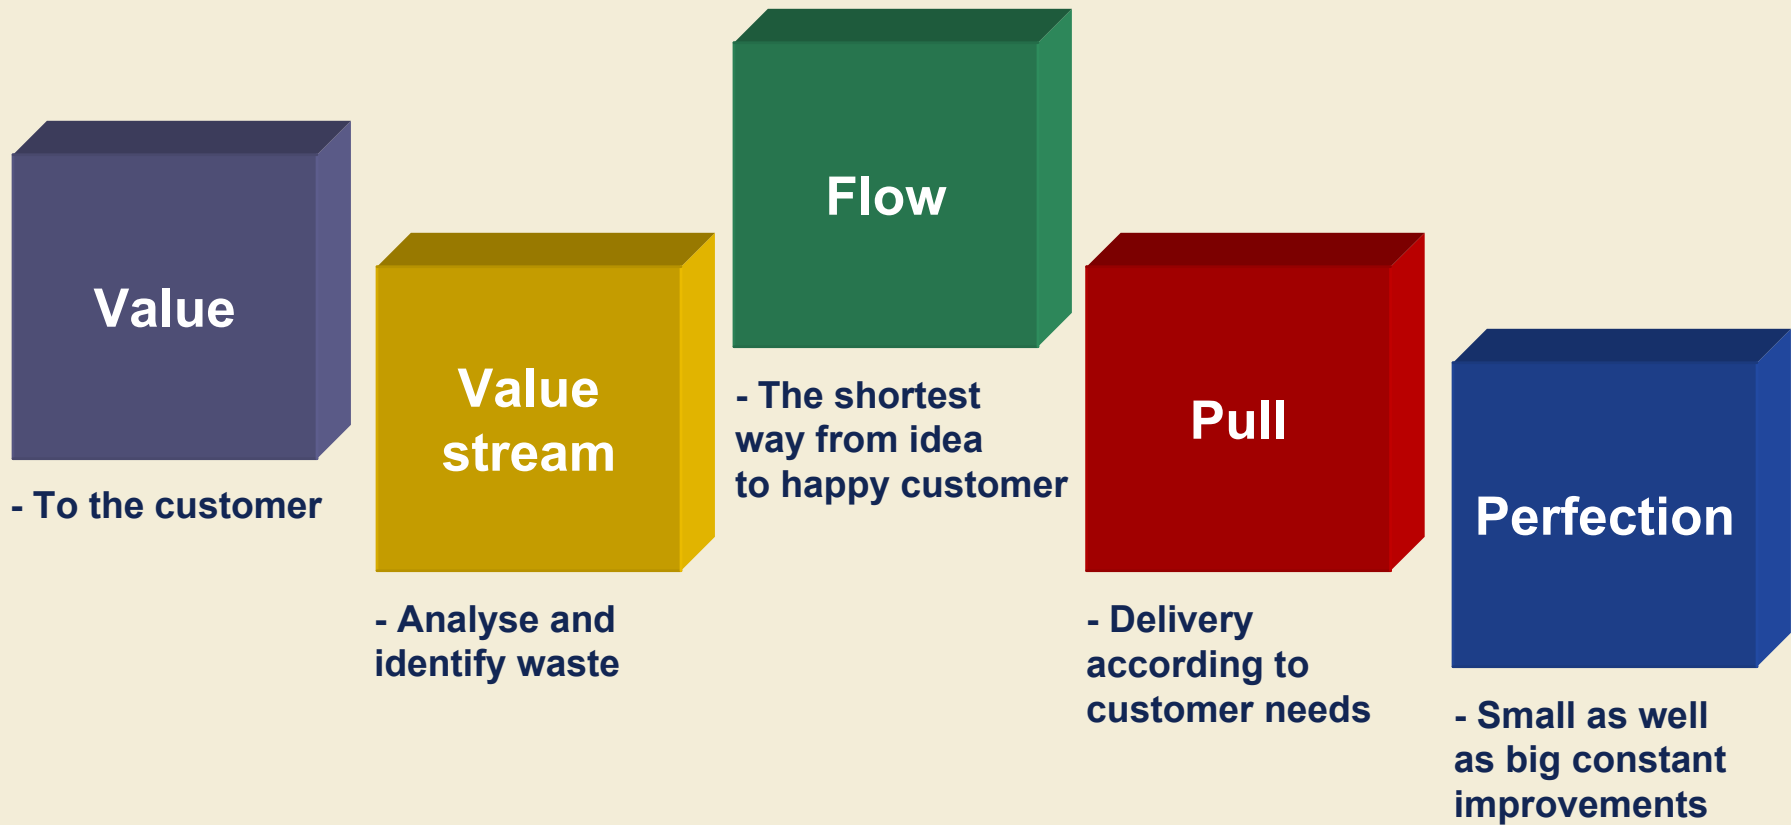 Value
- To the customer
Value
stream
- Analyse and
identify waste
Flow
- The shortest
way from idea
to happy customer
Pull
- Delivery
according to
customer needs
Perfection
- Small as well
as big constant
improvements